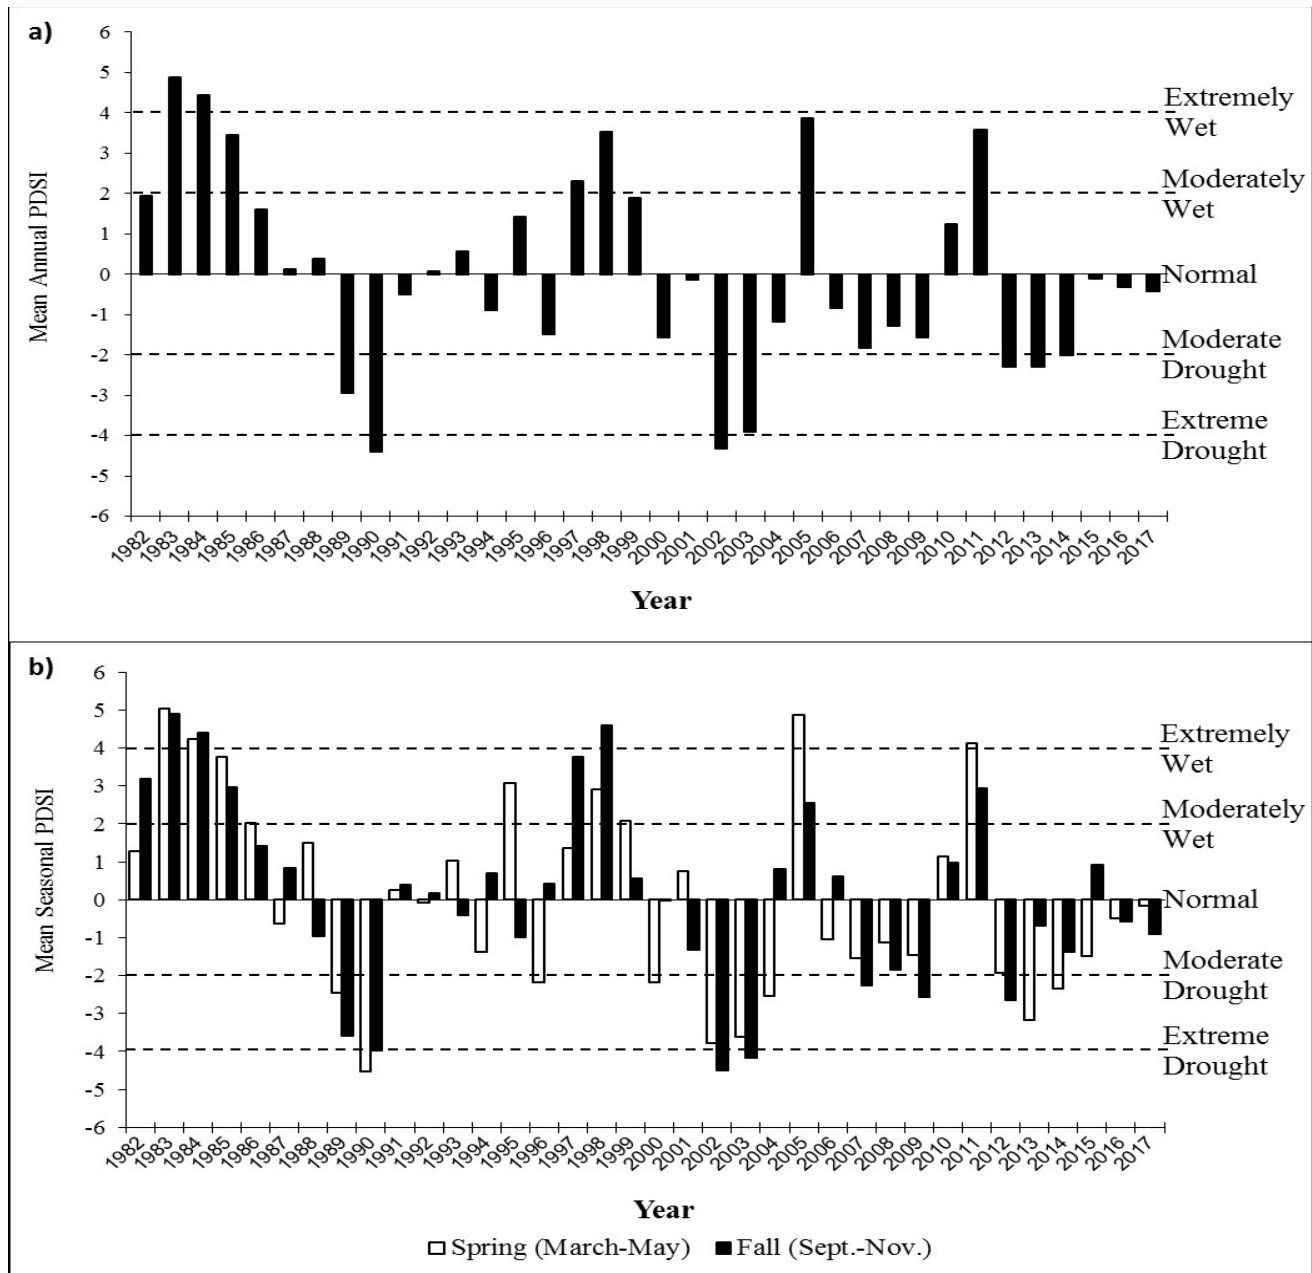 a)
6
5
4
3
2
1
0
-1
-2
-3
-4
-5
-6
Mean Annual PDSI
Extremely
Wet
Moderately
Wet
Normal
Moderate
Drought
Extreme
Drought
1982 1983 1984 1985 1986 1987 1988 1989 1990 1991 1992 1993 1994 1995 1996 1997 1998 1999 2000 2001 2002 2003 2004 2005 2006 2007 2008 2009 2010 2011 2012 2013 2014 2015 2016 2017
Year
b)
6
5
4
3
2
1
0
-1
-2
-3
-4
-5
-6
Mean Seasonal PDSI
Extremely
Wet
Moderately
Wet
Normal
Moderate
Drought
Extreme
Drought
1982 1983 1984 1985 1986 1987 1988 1989 1990 1991 1992 1993 1994 1995 1996 1997 1998 1999 2000 2001 2002 2003 2004 2005 2006 2007 2008 2009 2010 2011 2012 2013 2014 2015 2016 2017
Year
Spring (March-May) Fall (Sept.-Nov.)